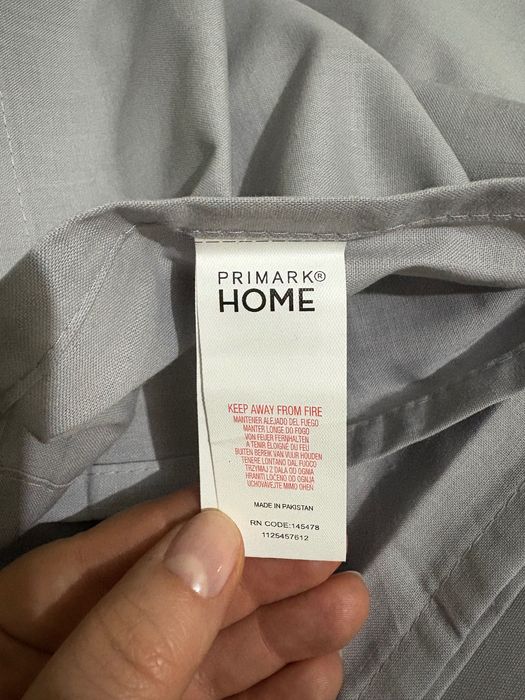 PRIMARK®
HOME
KEEP AWAY FROM FIRE
MANTENER ALEJADO DEL FUEGO
MANTER LONGE DO FOGO
VON FEUER FERNHALTEN
A TENIR ÉLOIGNÉ DU FEU
BUITEN BEREIK VAN VUUR HOUDEN
TENERE LONTANO DAL FUOCO
TRZYMAJ Z DALA OD OGNIA
HRANITI LOČENO OD OGNJA
UCHOVÁVEJTE MIMO OHEŇ
MADE IN PAKISTAN
RN CODE:145478
1125457612